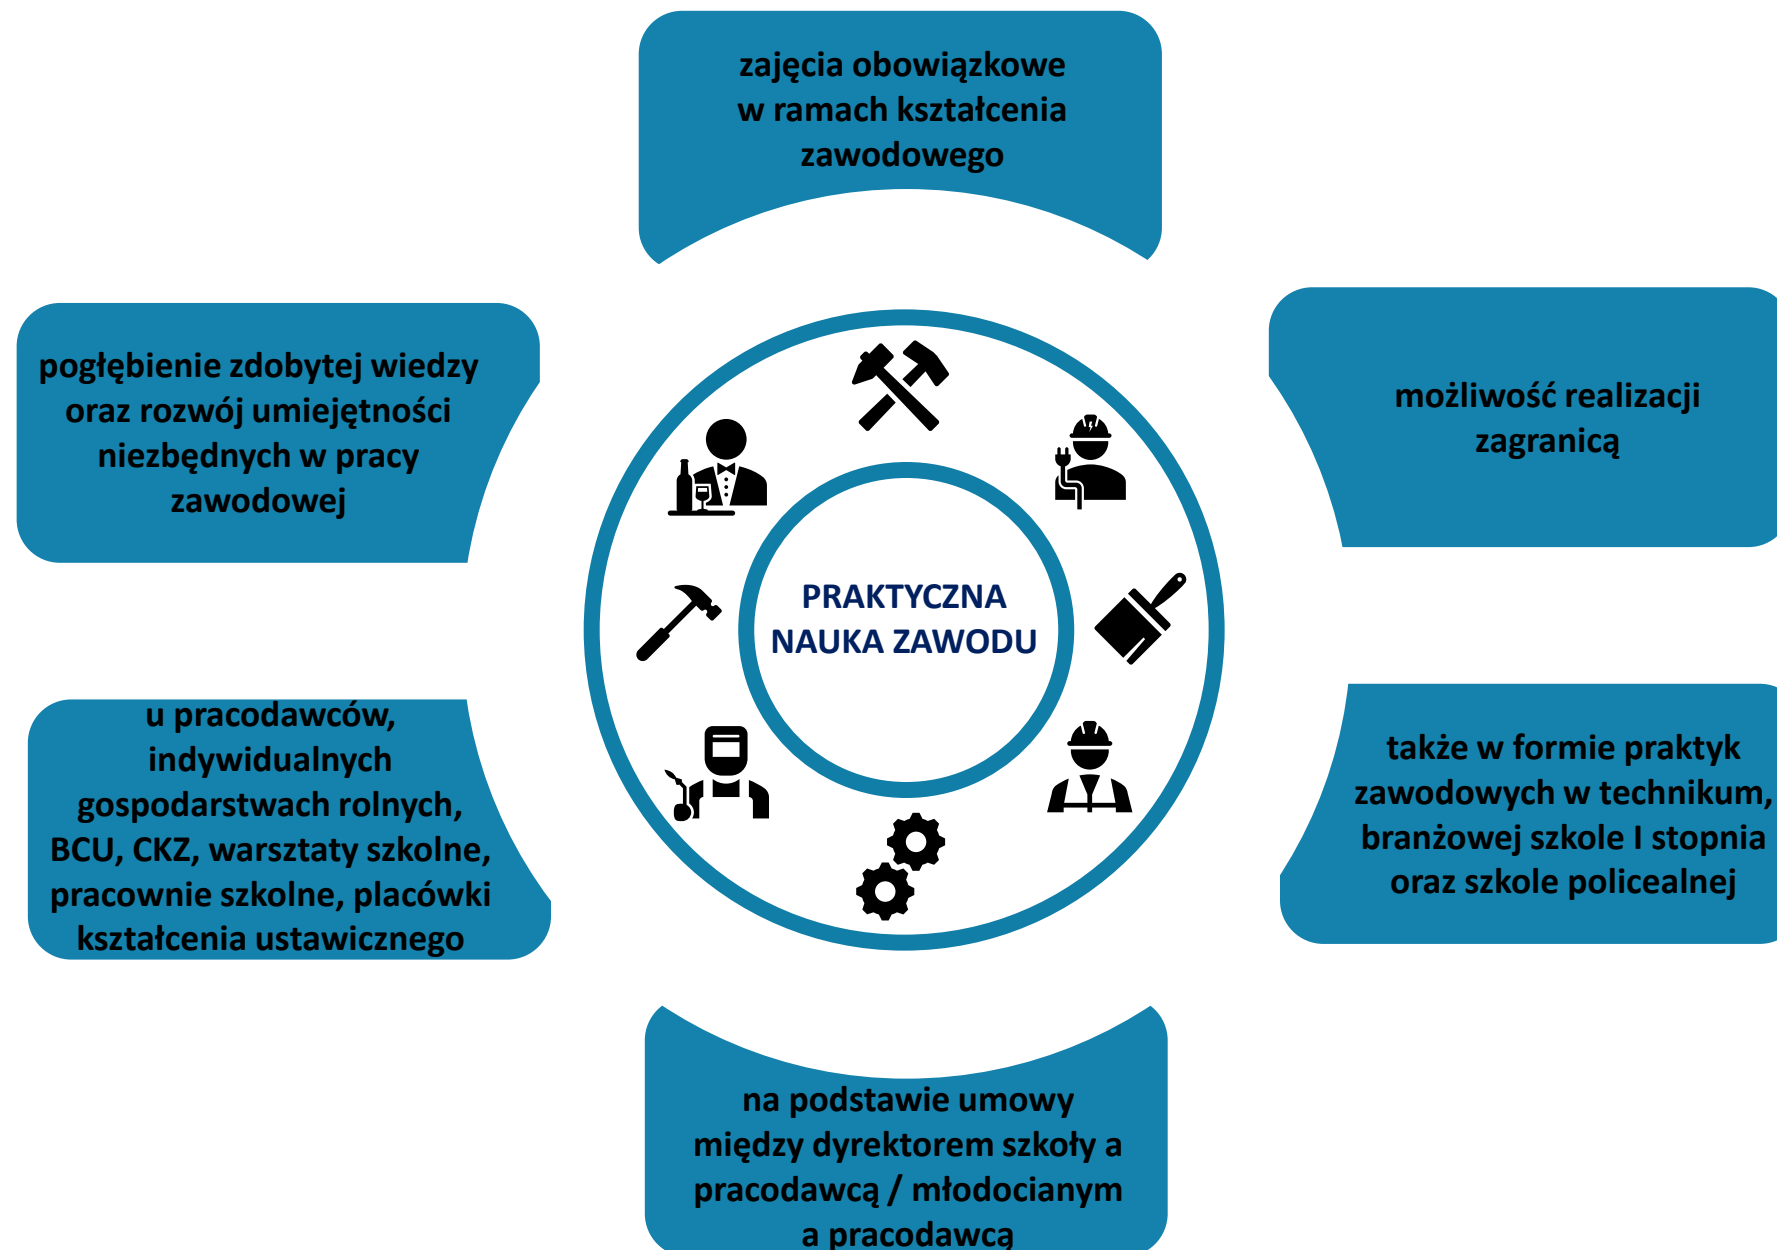 zajęcia obowiązkowe
w ramach kształcenia
zawodowego
pogłębienie zdobytej wiedzy
oraz rozwój umiejętności
niezbędnych w pracy
zawodowej
możliwość realizacji
zagranicą
PRAKTYCZNA
NAUKA ZAWODU
u pracodawców,
indywidualnych
gospodarstwach rolnych,
BCU, CKZ, warsztaty szkolne,
pracownie szkolne, placówki
kształcenia ustawicznego
także w formie praktyk
zawodowych w technikum,
branżowej szkole I stopnia
oraz szkole policealnej
na podstawie umowy
między dyrektorem szkoły a
pracodawcą / młodocianym
a pracodawcą